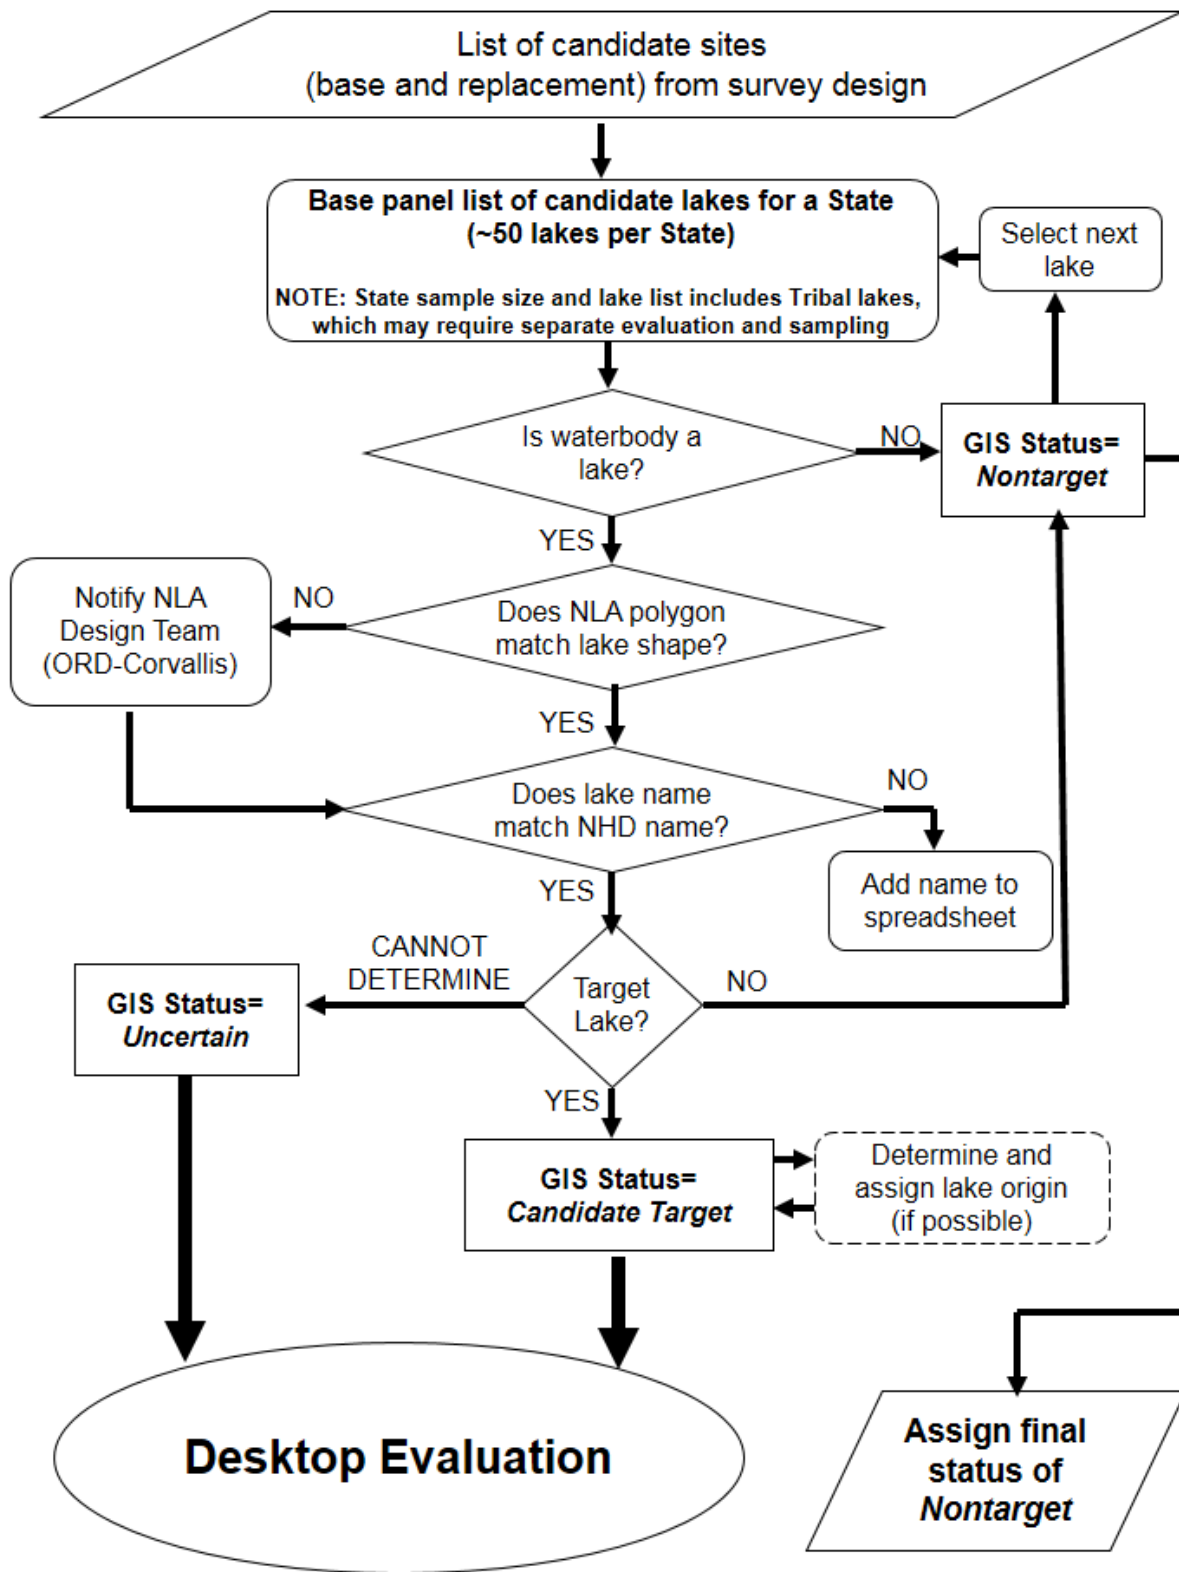 List of candidate sites
(base and replacement) from survey design
Base panel list of candidate lakes for a State
(~50 lakes per State)
NOTE: State sample size and lake list includes Tribal lakes,
which may require separate evaluation and sampling
Select next
lake
Is waterbody a
lake?
NO
GIS Status=
Nontarget
YES
Notify NLA
Design Team
(ORD-Corvallis)
NO
Does NLA polygon
match lake shape?
YES
Does lake name
match NHD name?
NO
Add name to
spreadsheet
YES
CANNOT
DETERMINE
GIS Status=
Uncertain
Target
Lake?
NO
YES
GIS Status=
Candidate Target
Determine and
assign lake origin
(if possible)
Desktop Evaluation
Assign final
status of
Nontarget